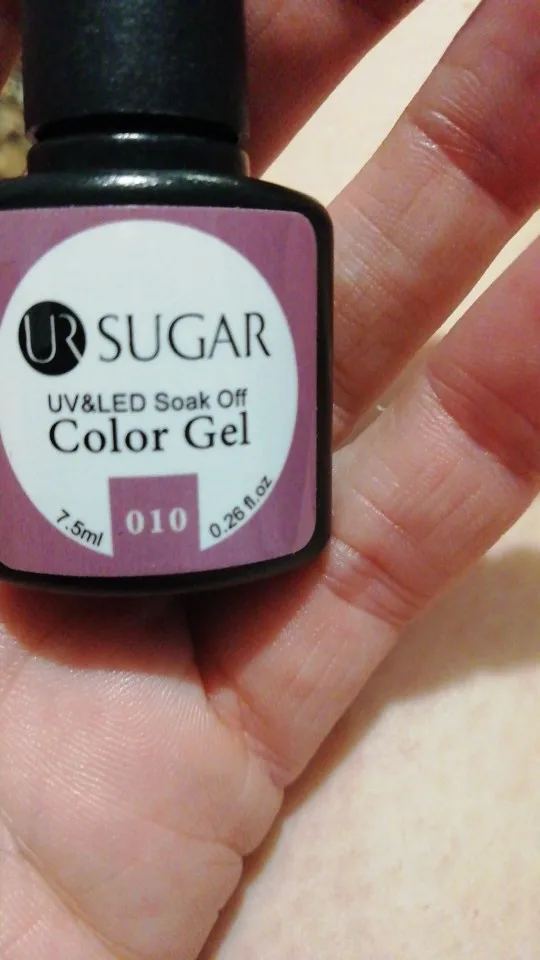 UR SUGAR
UV&LED Soak Off
Color Gel
7.5ml 010 0.26 fl.oz